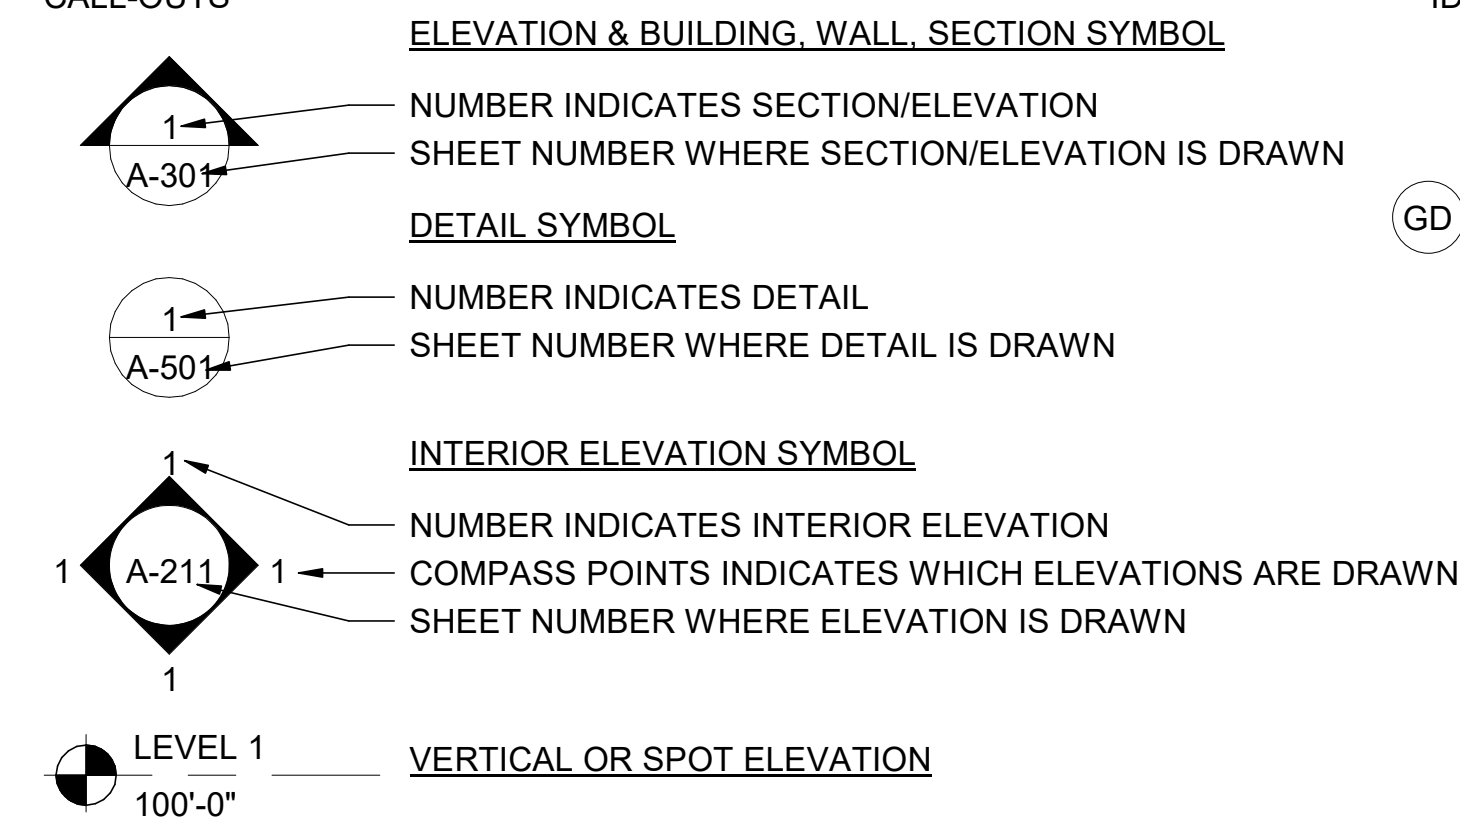 CALL-OUTS
ELEVATION & BUILDING, WALL, SECTION SYMBOL
1
NUMBER INDICATES SECTION/ELEVATION
A-301
SHEET NUMBER WHERE SECTION/ELEVATION IS DRAWN
GD
DETAIL SYMBOL
1
NUMBER INDICATES DETAIL
A-501
SHEET NUMBER WHERE DETAIL IS DRAWN
1
INTERIOR ELEVATION SYMBOL
NUMBER INDICATES INTERIOR ELEVATION
1 A-211 1
COMPASS POINTS INDICATES WHICH ELEVATIONS ARE DRAWN
SHEET NUMBER WHERE ELEVATION IS DRAWN
1
LEVEL 1
100'-0"
VERTICAL OR SPOT ELEVATION